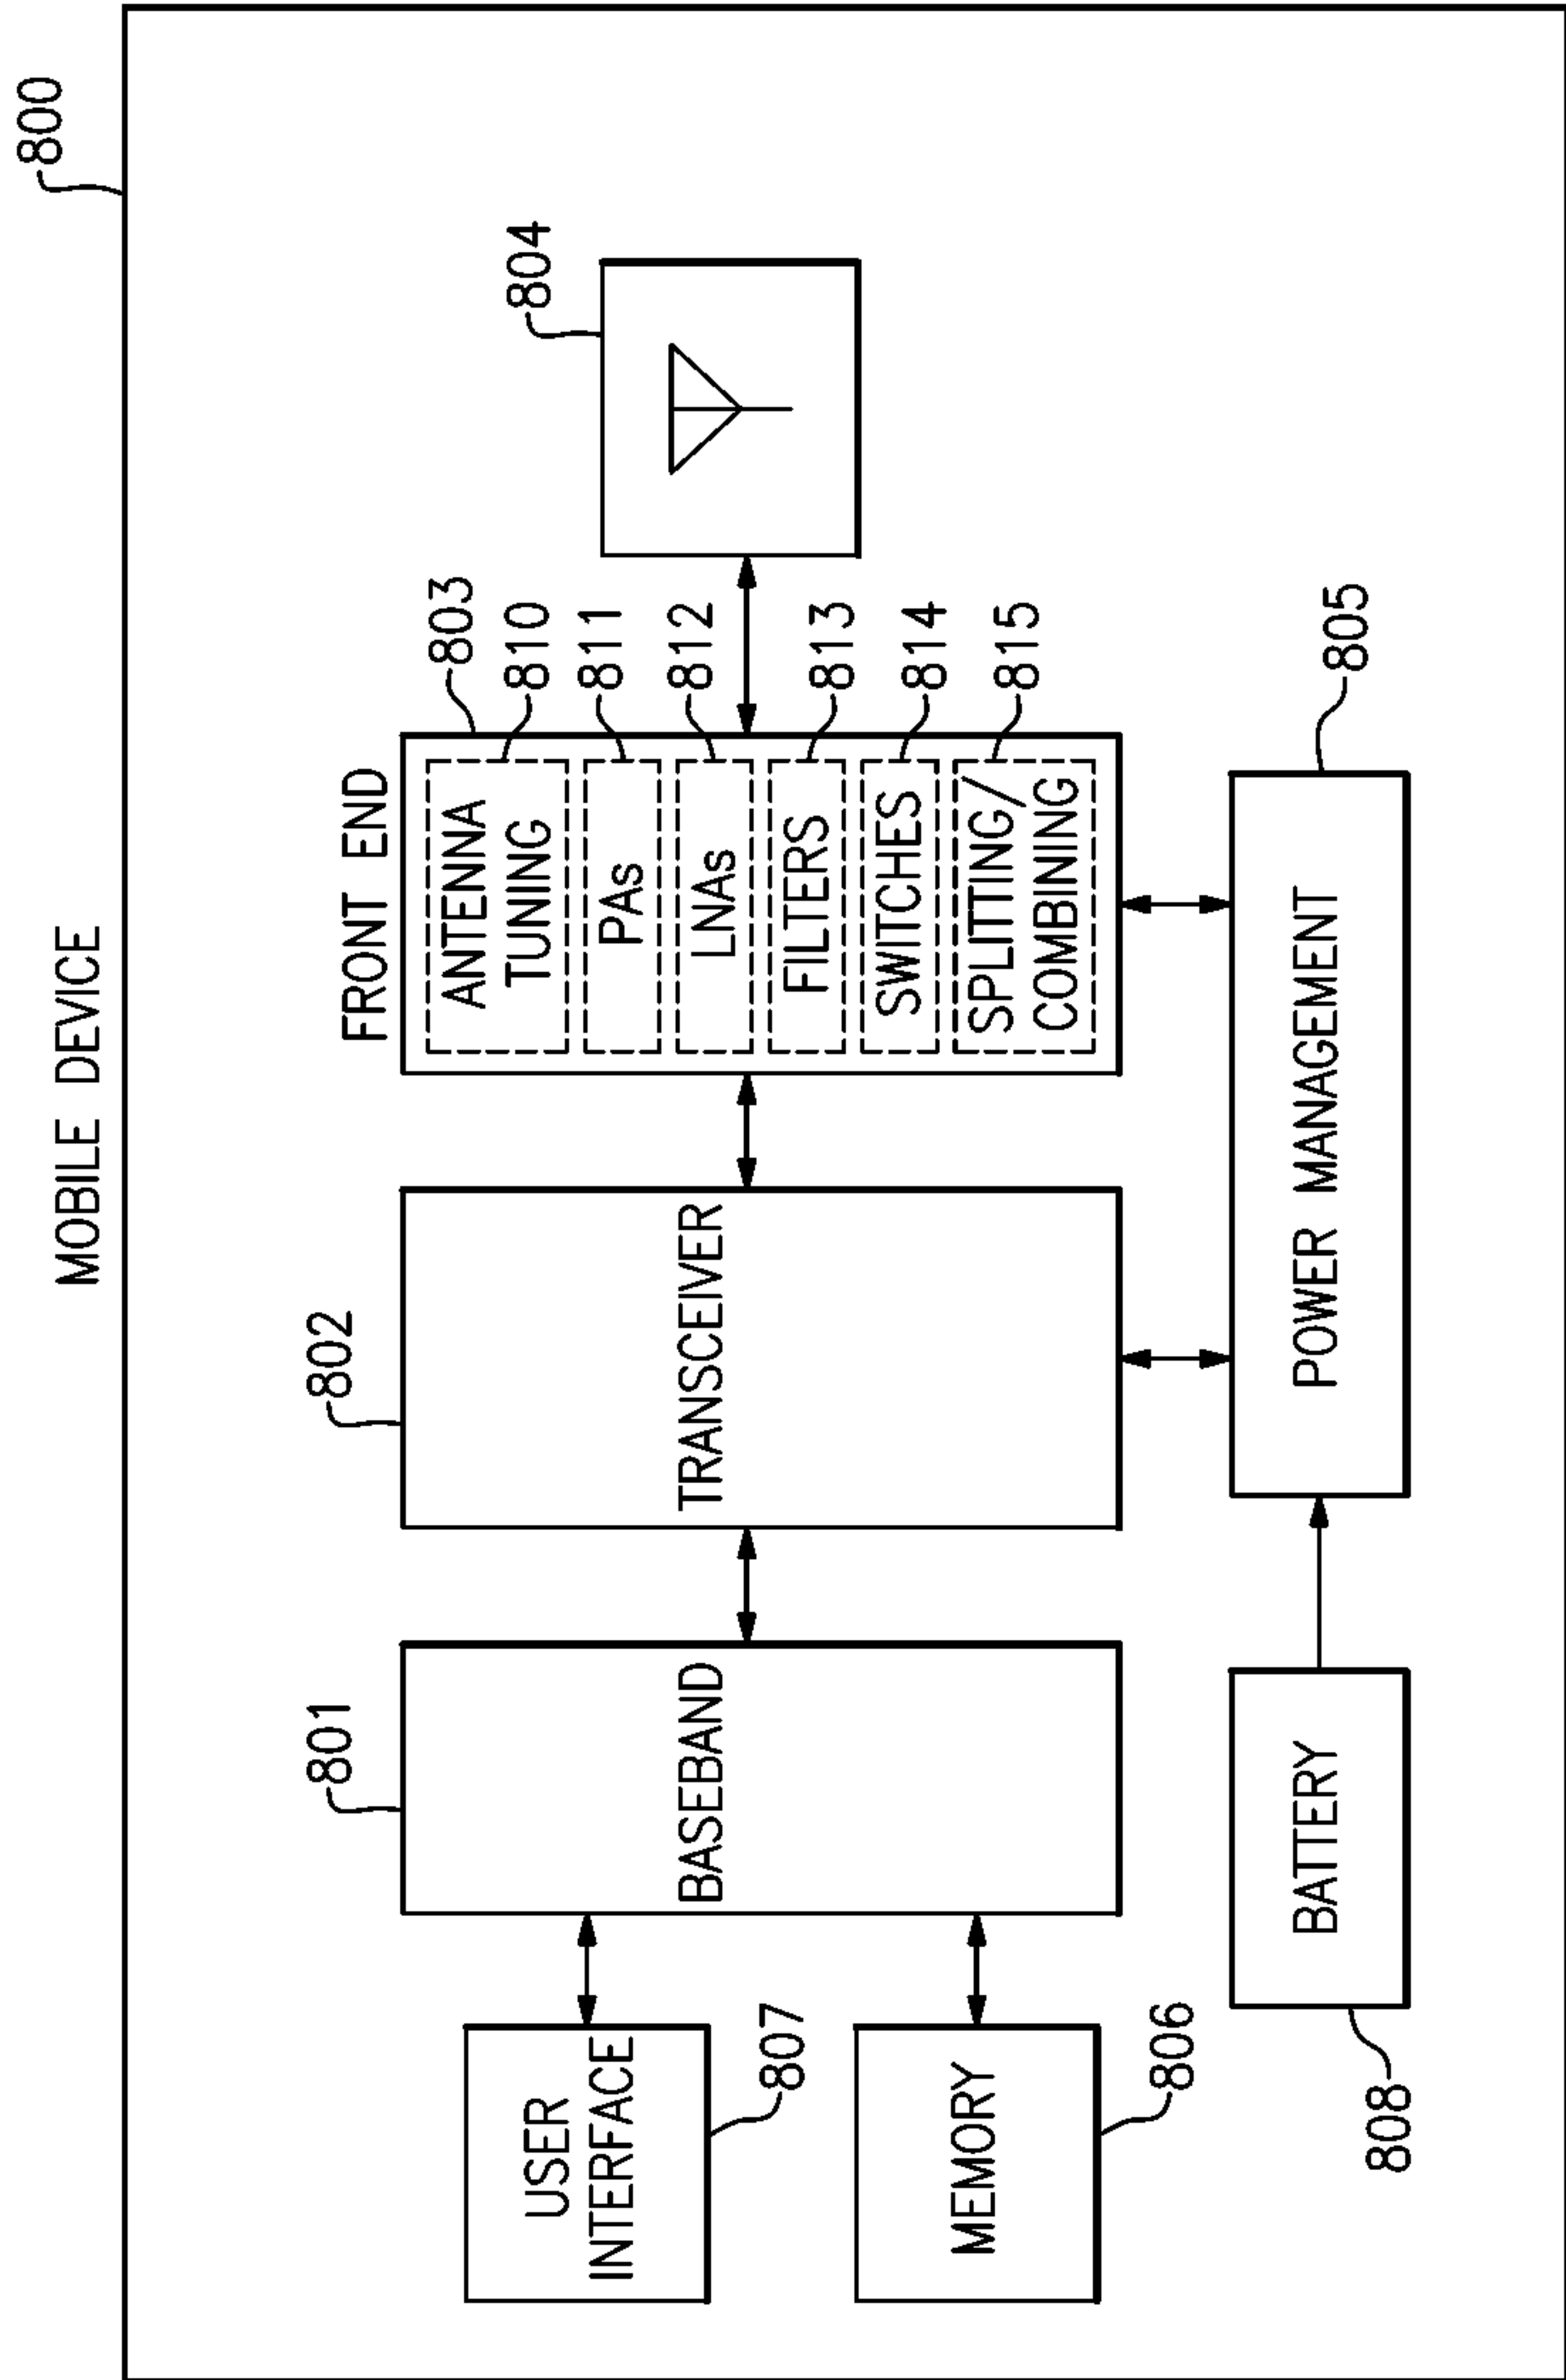 MOBILE DEVICE
800
801
802
FRONT END
803
804
USER
INTERFACE
807
BASEBAND
TRANSCEIVER
ANTENNA
TUNING
810
PAs
811
LNAs
812
FILTERS
813
SWITCHES
814
SPLITTING/
COMBINING
815
MEMORY
806
BATTERY
808
POWER MANAGEMENT
805